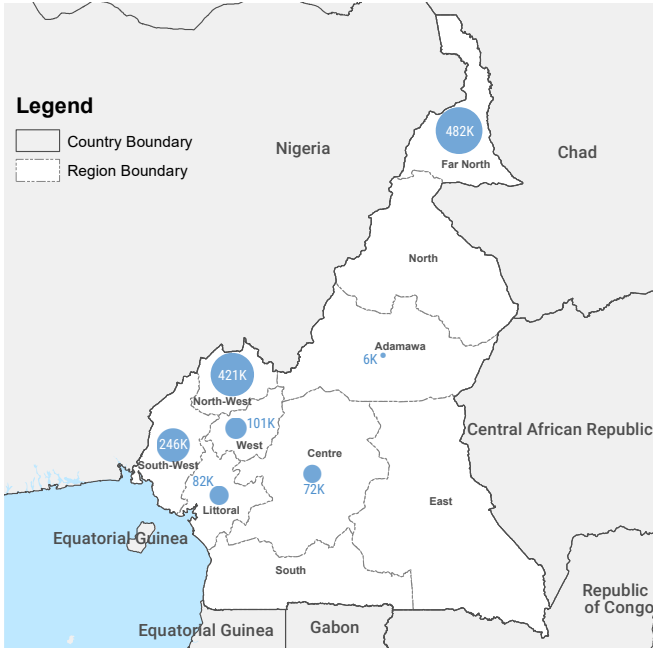 Legend
Country Boundary
Region Boundary
Nigeria
Chad
482K
Far North
North
Adamawa
6K
421K
North-West
101K
West
246K
South-West
Centre
72K
82K
Littoral
Central African Republic
East
Equatorial Guinea
South
Republic
of Congo
Equatorial Guinea
Gabon